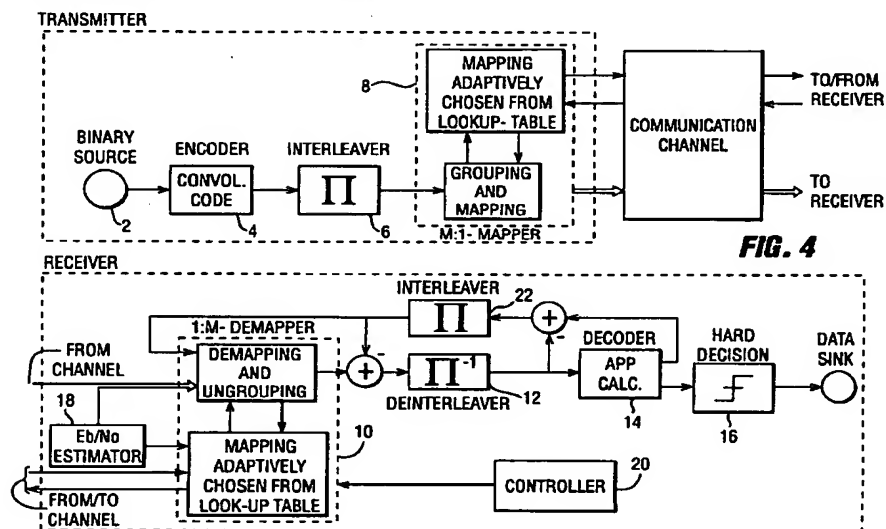 TRANSMITTER
8
MAPPING
ADAPTIVELY
CHOSEN FROM
LOOKUP- TABLE
TO/FROM
RECEIVER
COMMUNICATION
CHANNEL
BINARY
SOURCE
ENCODER
INTERLEAVER
CONVOL.
CODE
Π
GROUPING
AND
MAPPING
TO
RECEIVER
2
4
6
M:1- MAPPER
FIG. 4
RECEIVER
INTERLEAVER
Π
22
+
-
1:M- DEMAPPER
FROM
CHANNEL
DEMAPPING
AND
UNGROUPING
+
-
Π-1
DEINTERLEAVER
12
DECODER
APP
CALC.
14
HARD
DECISION
16
DATA
SINK
18
Eb/No
ESTIMATOR
MAPPING
ADAPTIVELY
CHOSEN FROM
LOOK-UP TABLE
10
CONTROLLER
20
FROM/TO
CHANNEL